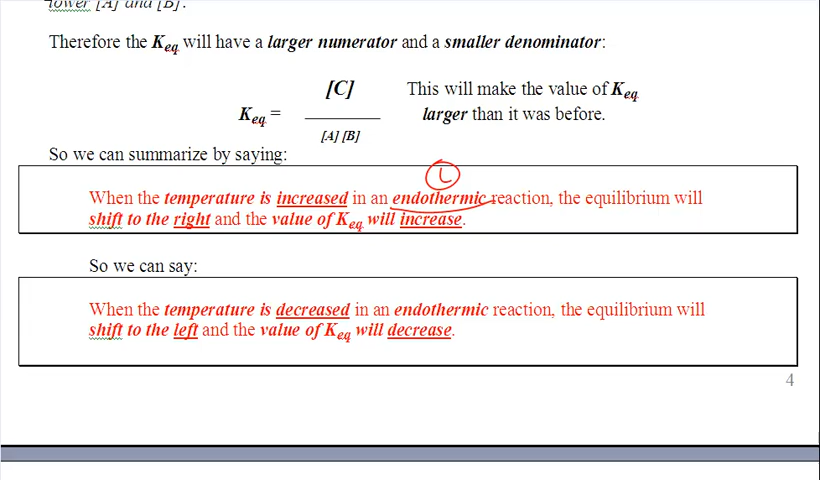 lower [A] and [B].
Therefore the Keq will have a larger numerator and a smaller denominator:
[C] This will make the value of Keq
Keq = larger than it was before.
[A] [B]
So we can summarize by saying:
L
When the temperature is increased in an endothermic reaction, the equilibrium will
shift to the right and the value of Keq will increase.
So we can say:
When the temperature is decreased in an endothermic reaction, the equilibrium will
shift to the left and the value of Keq will decrease.
4